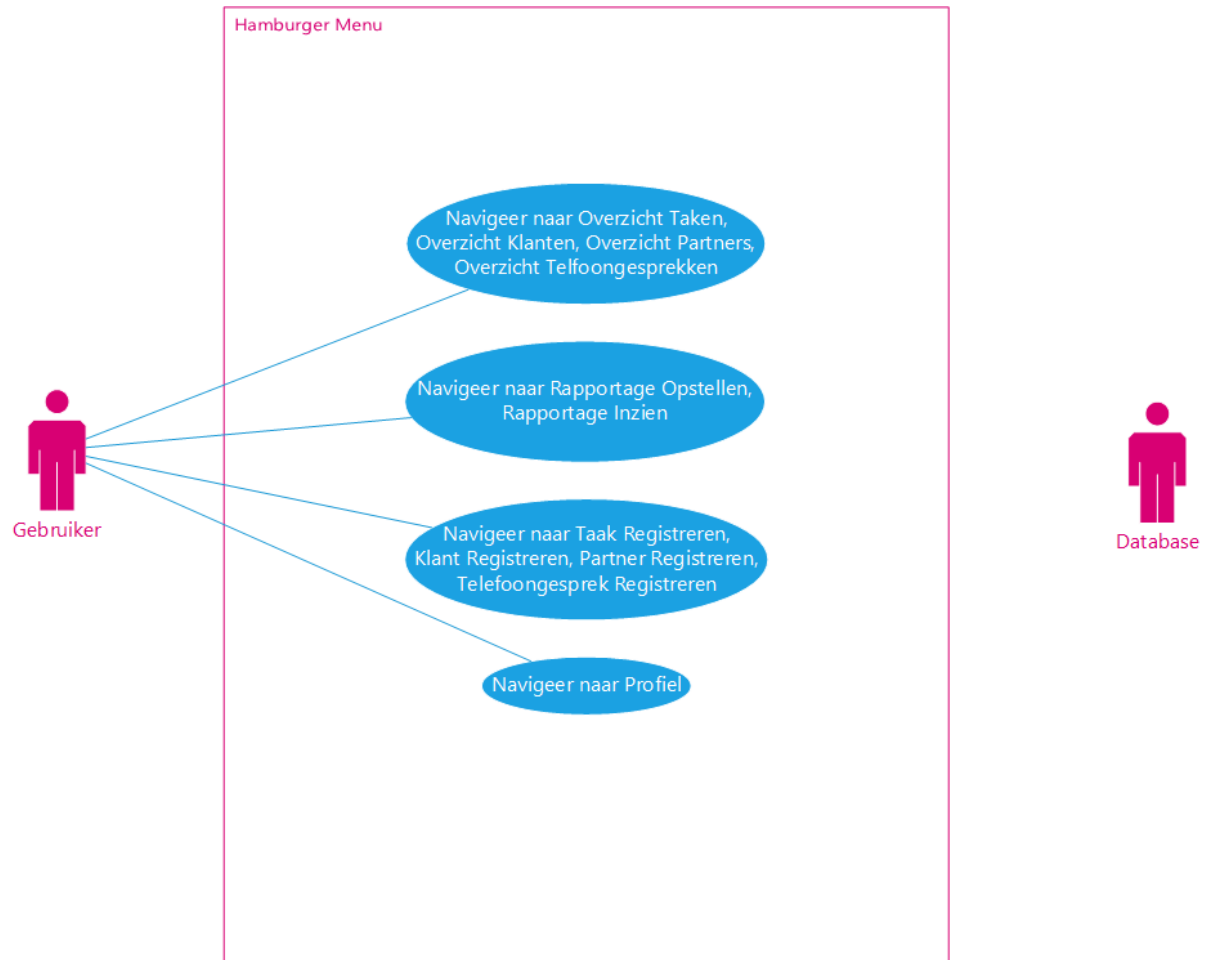 Hamburger Menu
Navigeer naar Overzicht Taken,
Overzicht Klanten, Overzicht Partners,
Overzicht Telfoongesprekken
Navigeer naar Rapportage Opstellen,
Rapportage Inzien
Gebruiker
Database
Navigeer naar Taak Registreren,
Klant Registreren, Partner Registreren,
Telefoongesprek Registreren
Navigeer naar Profiel